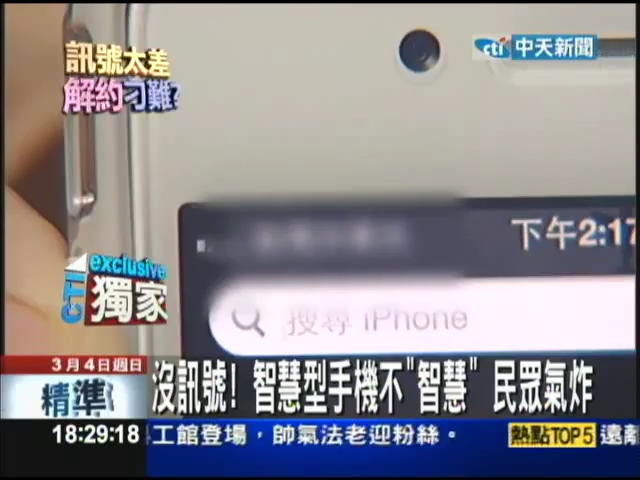 訊號太差
解約刁難?
cti 中天新聞
下午2:17
搜尋 iPhone
exclusive
CTI
獨家
3月4日週日
精準
沒訊號! 智慧型手機不"智慧" 民眾氣炸
18:29:18
工館登場，帥氣法老迎粉絲。
熱點TOP5
遠離